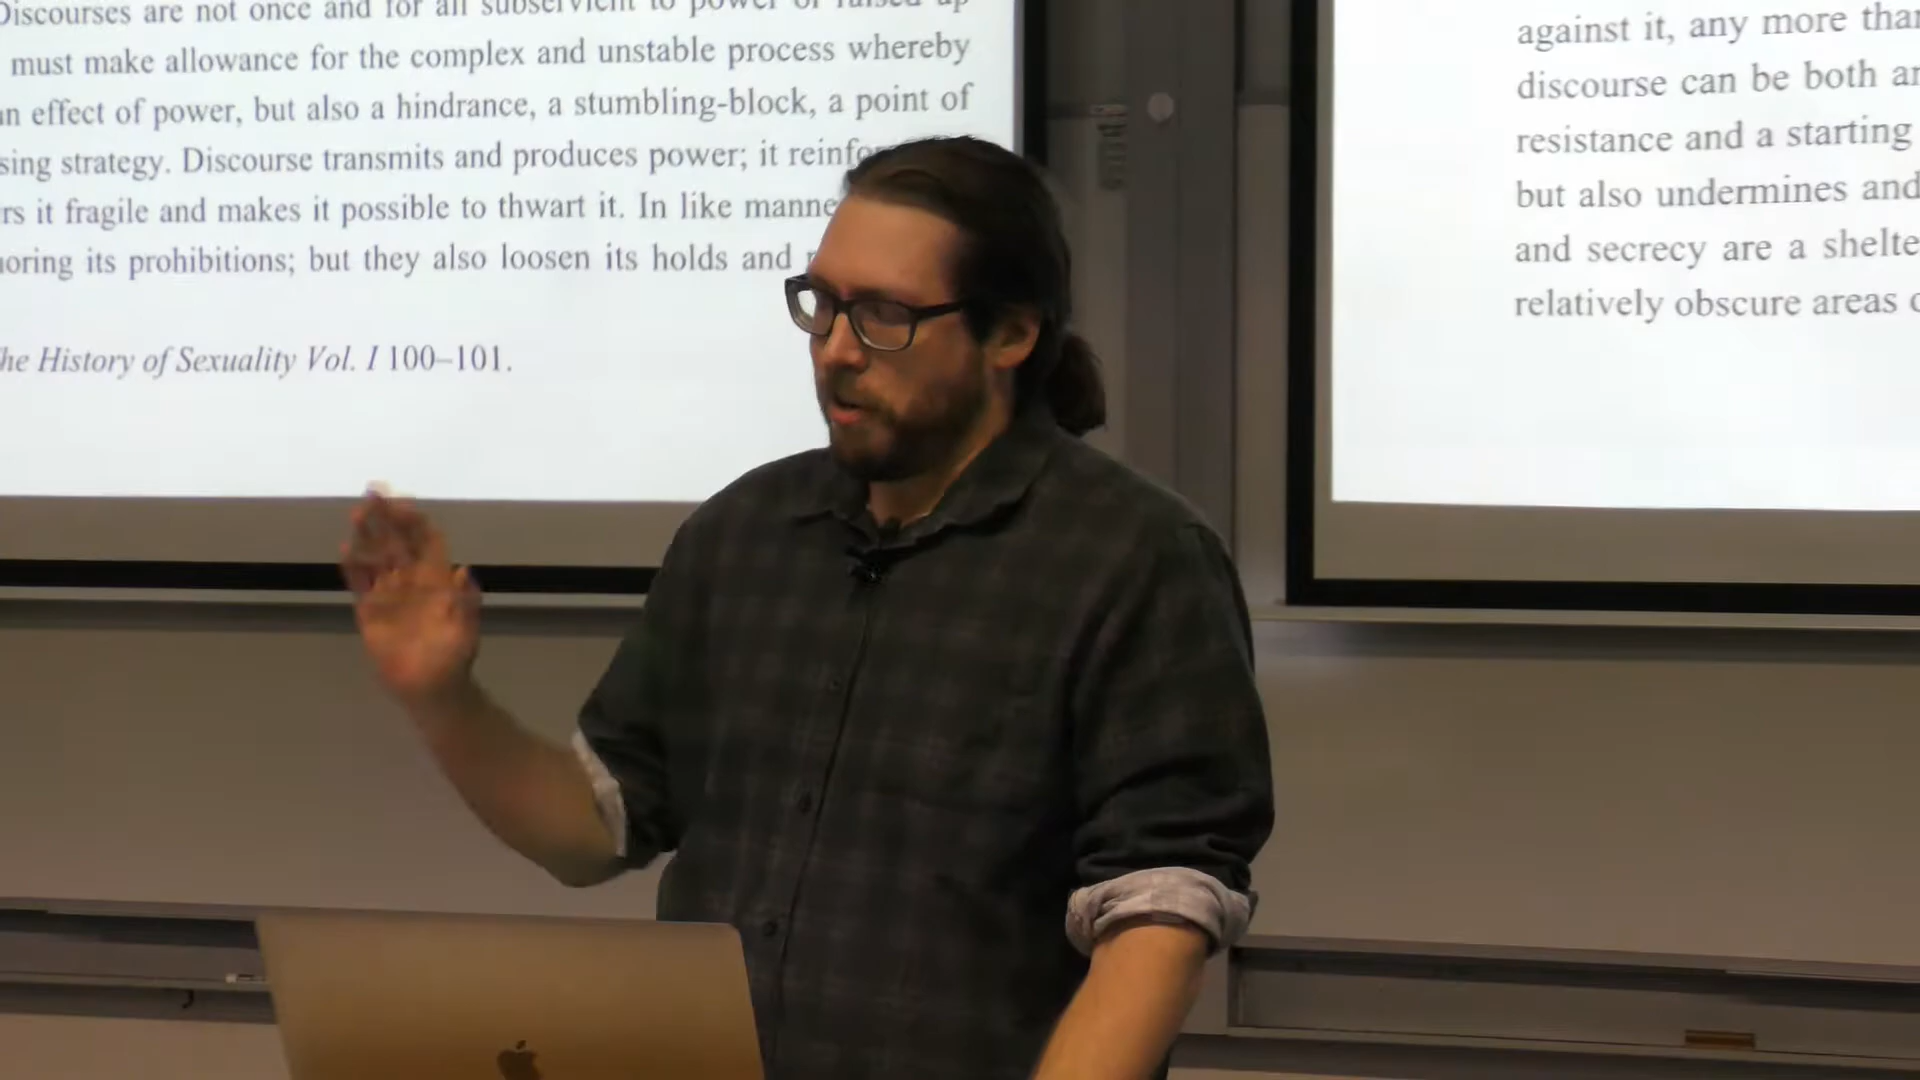 Discourses are not once and for all subservient to power or raised up
must make allowance for the complex and unstable process whereby
an effect of power, but also a hindrance, a stumbling-block, a point of
sing strategy. Discourse transmits and produces power; it reinfo
rs it fragile and makes it possible to thwart it. In like manne
oring its prohibitions; but they also loosen its holds and
he History of Sexuality Vol. I 100–101.
against it, any more than
discourse can be both an
resistance and a starting
but also undermines and
and secrecy are a shelte
relatively obscure areas o